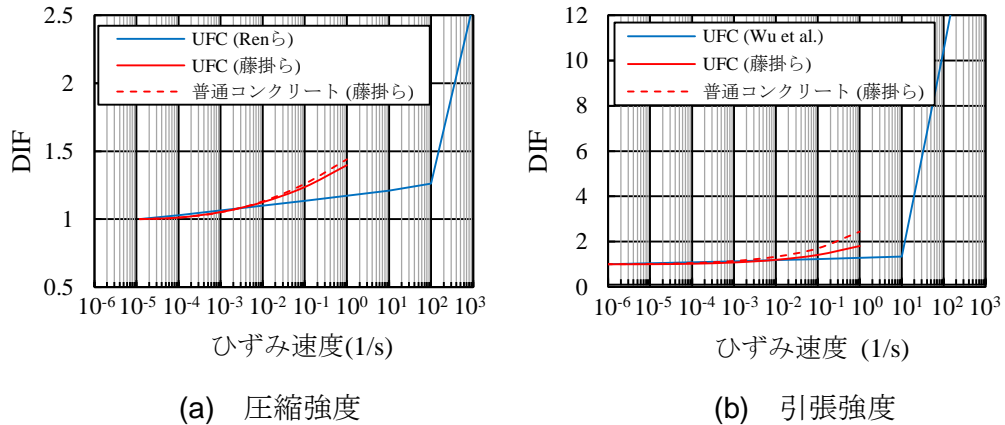 2.5
2
1.5
1
0.5
DIF
UFC (Renら)
UFC (藤掛ら)
普通コンクリート (藤掛ら)
10⁻⁶ 10⁻⁵ 10⁻⁴ 10⁻³ 10⁻² 10⁻¹ 10⁰ 10¹ 10² 10³
ひずみ速度(1/s)
(a) 圧縮強度
12
10
8
6
4
2
0
DIF
UFC (Wu et al.)
UFC (藤掛ら)
普通コンクリート (藤掛ら)
10⁻⁶ 10⁻⁵ 10⁻⁴ 10⁻³ 10⁻² 10⁻¹ 10⁰ 10¹ 10² 10³
ひずみ速度 (1/s)
(b) 引張強度